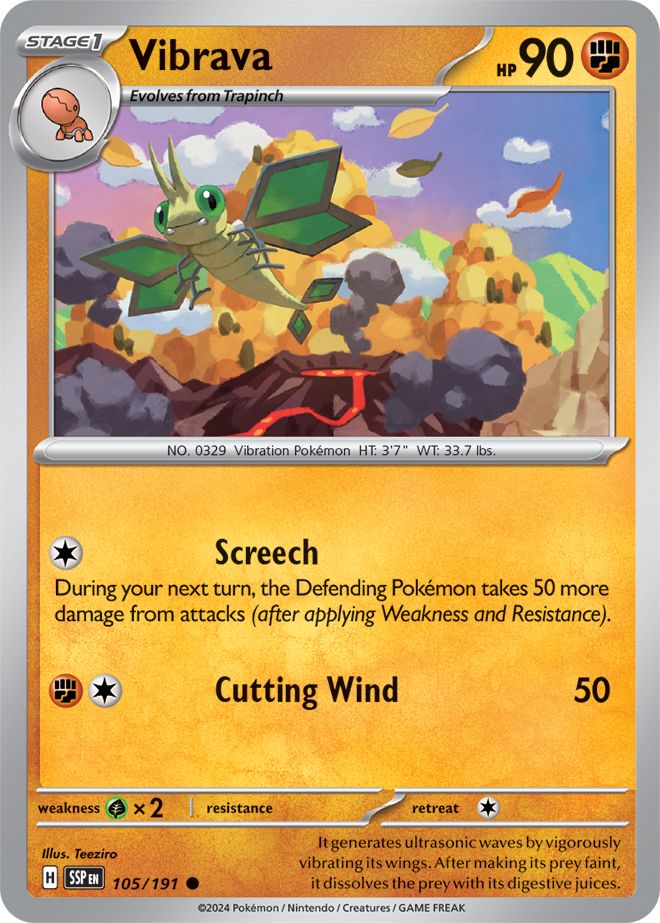 STAGE1
Vibrava
HP 90
Evolves from Trapinch
NO. 0329 Vibration Pokémon HT: 3'7" WT: 33.7 lbs.
Screech
During your next turn, the Defending Pokémon takes 50 more
damage from attacks (after applying Weakness and Resistance).
Cutting Wind 50
weakness ×2 resistance retreat
Illus. Teeziro
It generates ultrasonic waves by vigorously
vibrating its wings. After making its prey faint,
it dissolves the prey with its digestive juices.
H SSP EN 105/191
©2024 Pokémon / Nintendo / Creatures / GAME FREAK